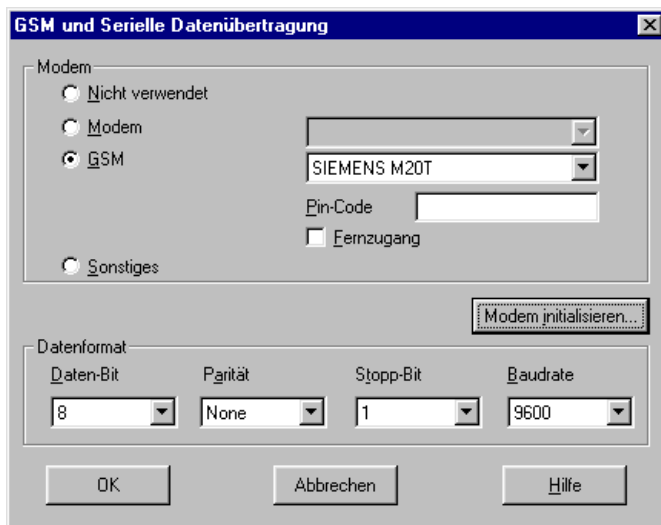 GSM und Serielle Datenübertragung
Modem
Nicht verwendet
Modem
GSM
SIEMENS M20T
Pin-Code
Fernzugang
Sonstiges
Modem initialisieren...
Datenformat
Daten-Bit Parität Stopp-Bit Baudrate
8 None 1 9600
OK Abbrechen Hilfe